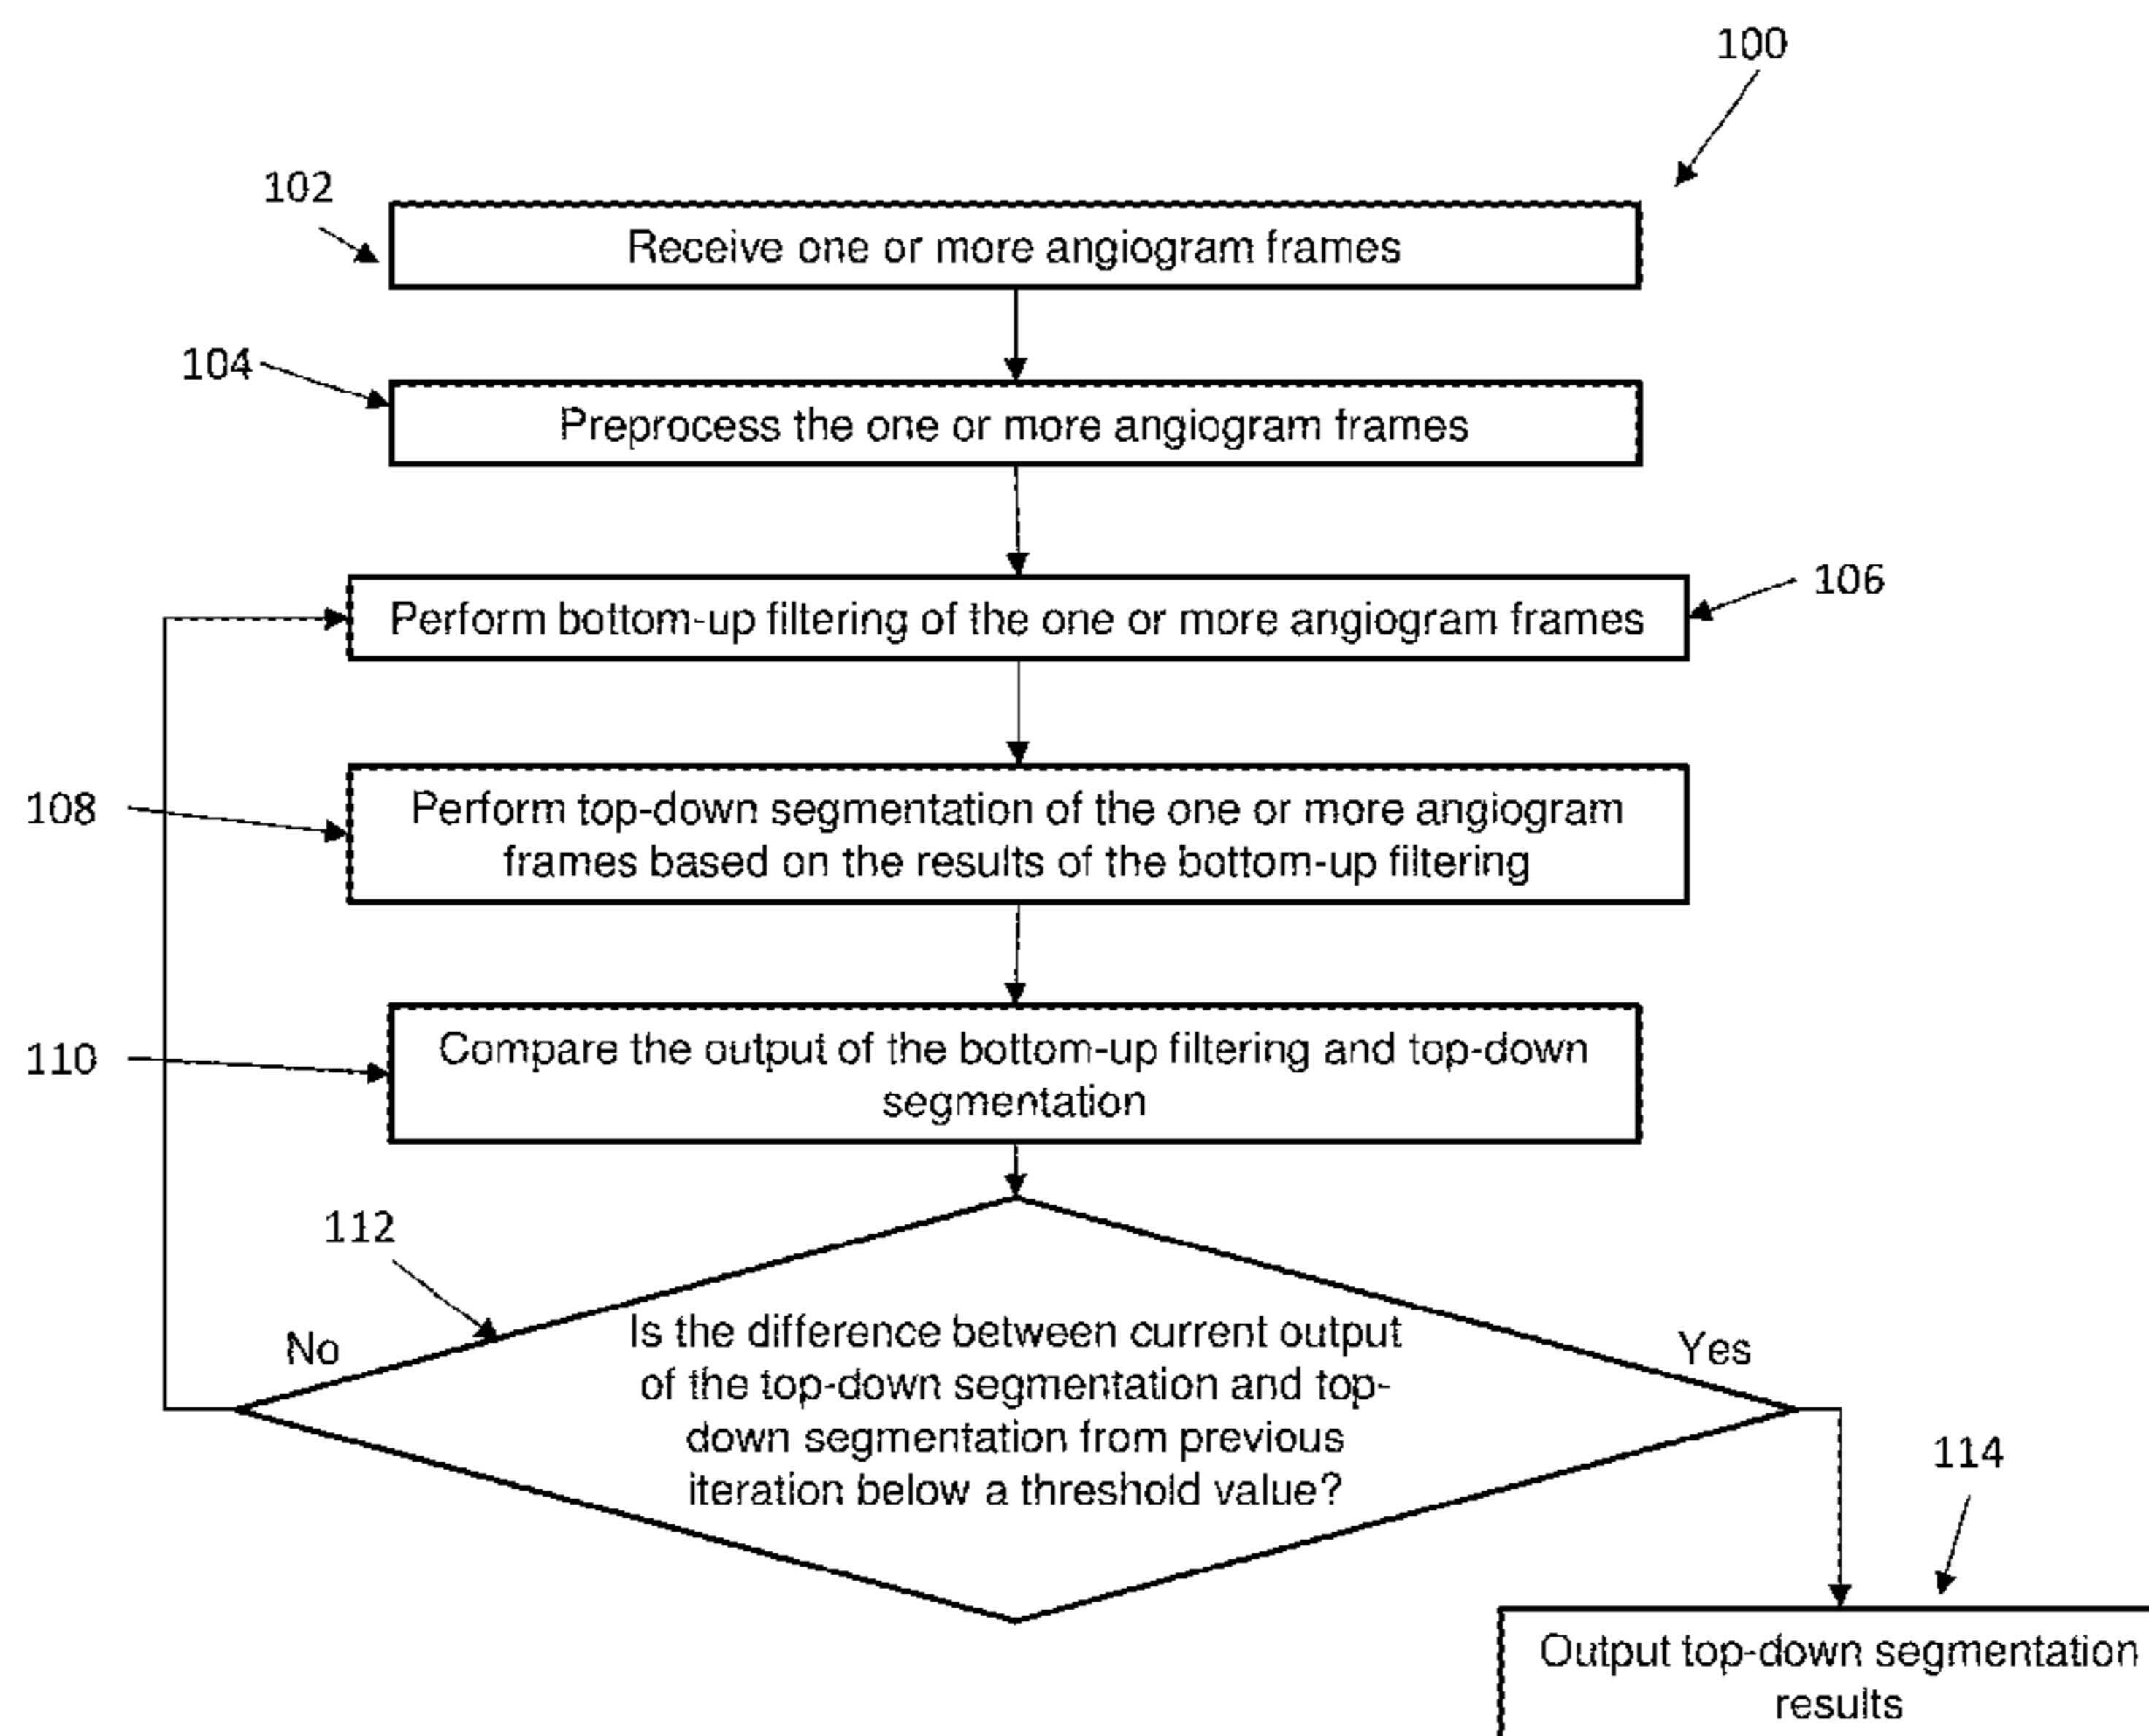 100
102
Receive one or more angiogram frames
104
Preprocess the one or more angiogram frames
106
Perform bottom-up filtering of the one or more angiogram frames
108
Perform top-down segmentation of the one or more angiogram
frames based on the results of the bottom-up filtering
110
Compare the output of the bottom-up filtering and top-down
segmentation
112
No
Is the difference between current output
of the top-down segmentation and top-
down segmentation from previous
iteration below a threshold value?
Yes
114
Output top-down segmentation
results